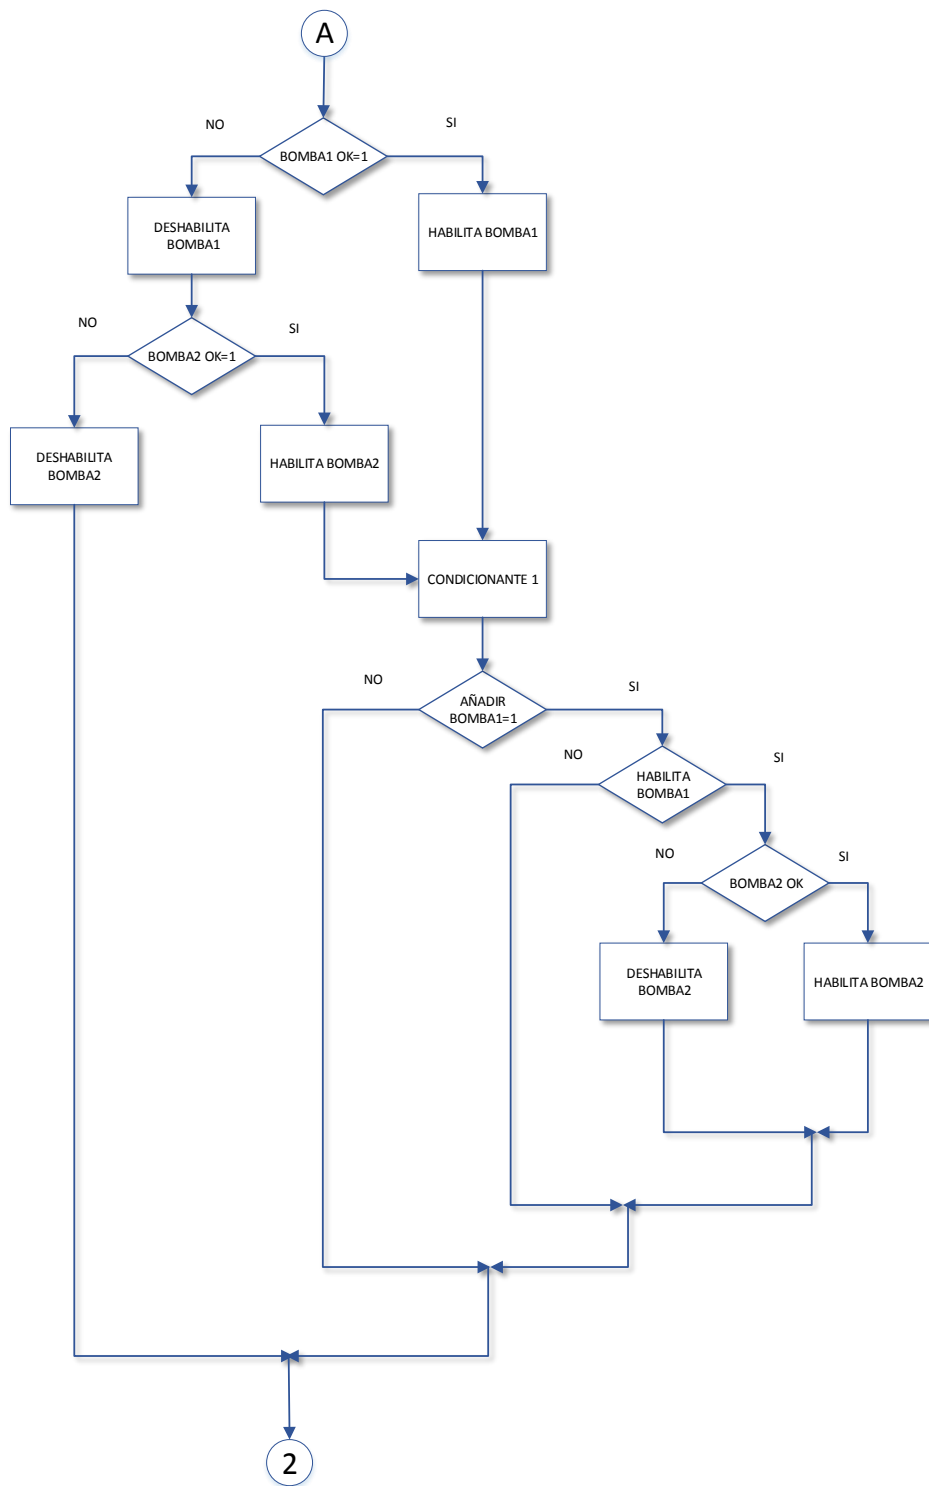 A
NO
SI
BOMBA1 OK=1
DESHABILITA
BOMBA1
HABILITA BOMBA1
NO
SI
BOMBA2 OK=1
DESHABILITA
BOMBA2
HABILITA BOMBA2
CONDICIONANTE 1
NO
SI
AÑADIR
BOMBA1=1
NO
SI
HABILITA
BOMBA1
NO
SI
BOMBA2 OK
DESHABILITA
BOMBA2
HABILITA BOMBA2
2